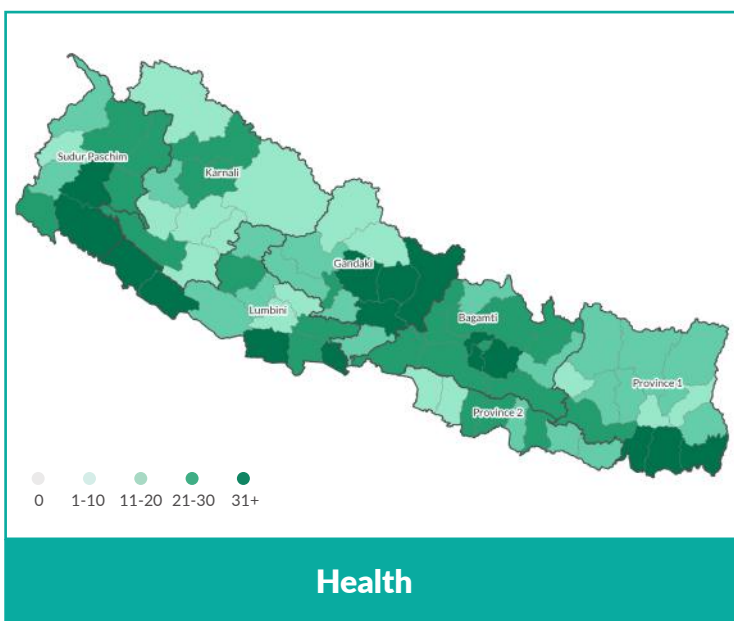 Sudur Paschim
Karnali
Gandaki
Lumbini
Bagamti
Province 1
Province 2
0 1-10 11-20 21-30 31+
Health